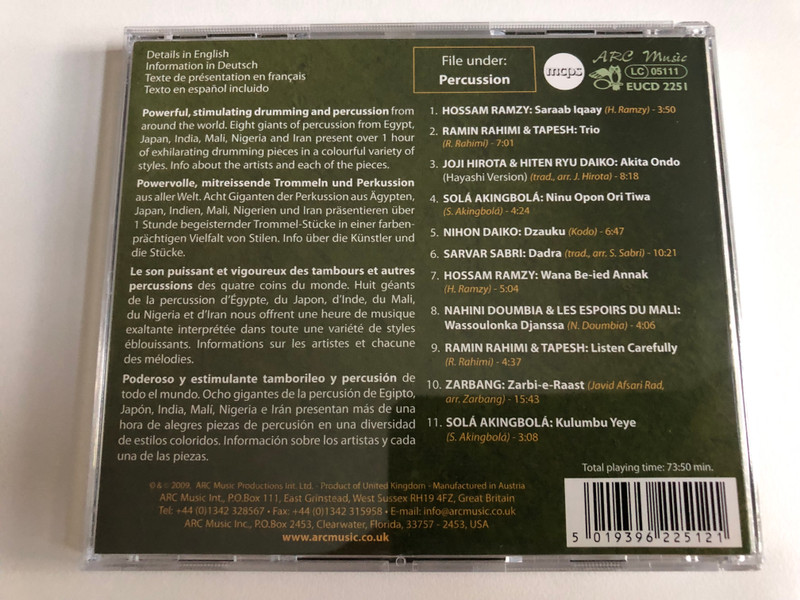 Details in English
Information in Deutsch
Texte de présentation en français
Texto en español incluido
File under:
Percussion
mcps
ARC Music
LC 05111
EUCD 2251
Powerful, stimulating drumming and percussion from
around the world. Eight giants of percussion from Egypt,
Japan, India, Mali, Nigeria and Iran present over 1 hour
of exhilarating drumming pieces in a colourful variety of
styles. Info about the artists and each of the pieces.
Powervolle, mitreissende Trommeln und Perkussion
aus aller Welt. Acht Giganten der Perkussion aus Ägypten,
Japan, Indien, Mali, Nigerien und Iran präsentieren über
1 Stunde begeisternder Trommel-Stücke in einer farben-
prächtigen Vielfalt von Stilen. Info über die Künstler und
die Stücke.
Le son puissant et vigoureux des tambours et autres
percussions des quatre coins du monde. Huit géants
de la percussion d'Égypte, du Japon, d'Inde, du Mali,
du Nigeria et d'Iran nous offrent une heure de musique
exaltante interprétée dans toute une variété de styles
éblouissants. Informations sur les artistes et chacune
des mélodies.
Poderoso y estimulante tamborileo y percusión de
todo el mundo. Ocho gigantes de la percusión de Egipto,
Japón, India, Malí, Nigeria e Irán presentan más de una
hora de alegres piezas de percusión en una diversidad
de estilos coloridos. Información sobre los artistas y cada
una de las piezas.
1. HOSSAM RAMZY: Saraab Iqaay (H. Ramzy) - 3:50
2. RAMIN RAHIMI & TAPESH: Trio
(R. Rahimi) - 7:01
3. JOJI HIROTA & HITEN RYU DAIKO: Akita Ondo
(Hayashi Version) (trad., arr. J. Hirota) - 8:18
4. SOLÁ AKINGBOLÁ: Ninu Opon Ori Tiwa
(S. Akingbolá) - 4:24
5. NIHON DAIKO: Dzauku (Kodo) - 6:47
6. SARVAR SABRI: Dadra (trad., arr. S. Sabri) - 10:21
7. HOSSAM RAMZY: Wana Be-ied Annak
(H. Ramzy) - 5:04
8. NAHINI DOUMBIA & LES ESPOIRS DU MALI:
Wassoulonka Djanssa (N. Doumbia) - 4:06
9. RAMIN RAHIMI & TAPESH: Listen Carefully
(R. Rahimi) - 4:37
10. ZARBANG: Zarbi-e-Raast (Javid Afsari Rad,
arr. Zarbang) - 15:43
11. SOLÁ AKINGBOLÁ: Kulumbu Yeye
(S. Akingbolá) - 3:08
Total playing time: 73:50 min.
© & ℗ 2009, ARC Music Productions Int. Ltd. · Product of United Kingdom · Manufactured in Austria
ARC Music Int., P.O.Box 111, East Grinstead, West Sussex RH19 4FZ, Great Britain
Tel: +44 (0)1342 328567 • Fax: +44 (0)1342 315958 • E-mail: info@arcmusic.co.uk
ARC Music Inc., P.O.Box 2453, Clearwater, Florida, 33757 - 2453, USA
www.arcmusic.co.uk
5 019396 225121